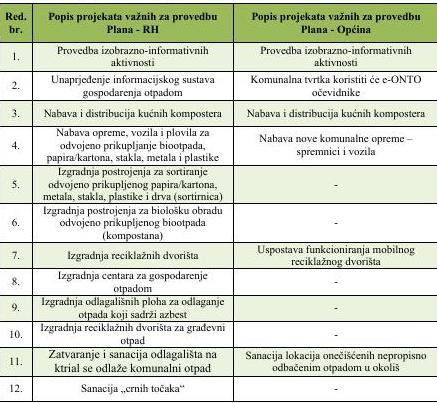 Red. br.
Popis projekata važnih za provedbu Plana - RH
Popis projekata važnih za provedbu Plana - Općina
1.
Provedba izobrazno-informativnih
aktivnosti
Provedba izobrazno-informativnih
aktivnosti
2.
Unaprjeđenje informacijskog sustava
gospodarenja otpadom
Komunalna tvrtka koristiti će e-ONTO
očevidnike
3.
Nabava i distribucija kućnih kompostera
Nabava i distribucija kućnih kompostera
4.
Nabava opreme, vozila i plovila za
odvojeno prikupljanje biootpada,
papira/kartona, stakla, metala i plastike
Nabava nove komunalne opreme –
spremnici i vozila
5.
Izgradnja postrojenja za sortiranje
odvojeno prikupljenog papira/kartona,
metala, stakla, plastike i drva (sortirnica)
-
6.
Izgradnja postrojenja za biološku obradu
odvojeno prikupljenog biootpada
(kompostana)
-
7.
Izgradnja reciklažnih dvorišta
Uspostava funkcioniranja mobilnog
reciklažnog dvorišta
8.
Izgradnja centara za gospodarenje
otpadom
-
9.
Izgradnja odlagališnih ploha za odlaganje
otpada koji sadrži azbest
-
10.
Izgradnja reciklažnih dvorišta za građevni
otpad
-
11.
Zatvaranje i sanacija odlagališta na
ktrial se odlaže komunalni otpad
Sanacija lokacija onečišćenih nepropisno
odbačenim otpadom u okoliš
12.
Sanacija „crnih točaka“
-